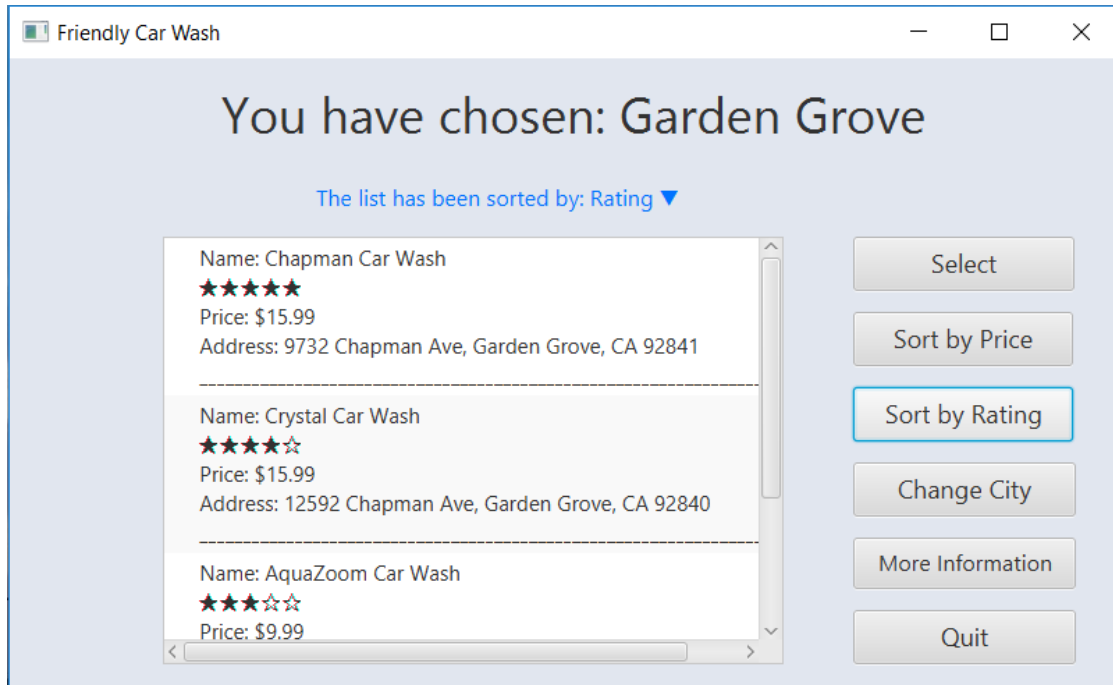 Friendly Car Wash
You have chosen: Garden Grove
The list has been sorted by: Rating ▼
Name: Chapman Car Wash
★★★★★
Price: $15.99
Address: 9732 Chapman Ave, Garden Grove, CA 92841
Name: Crystal Car Wash
★★★★☆
Price: $15.99
Address: 12592 Chapman Ave, Garden Grove, CA 92840
Name: AquaZoom Car Wash
★★★☆☆
Price: $9.99
Select
Sort by Price
Sort by Rating
Change City
More Information
Quit